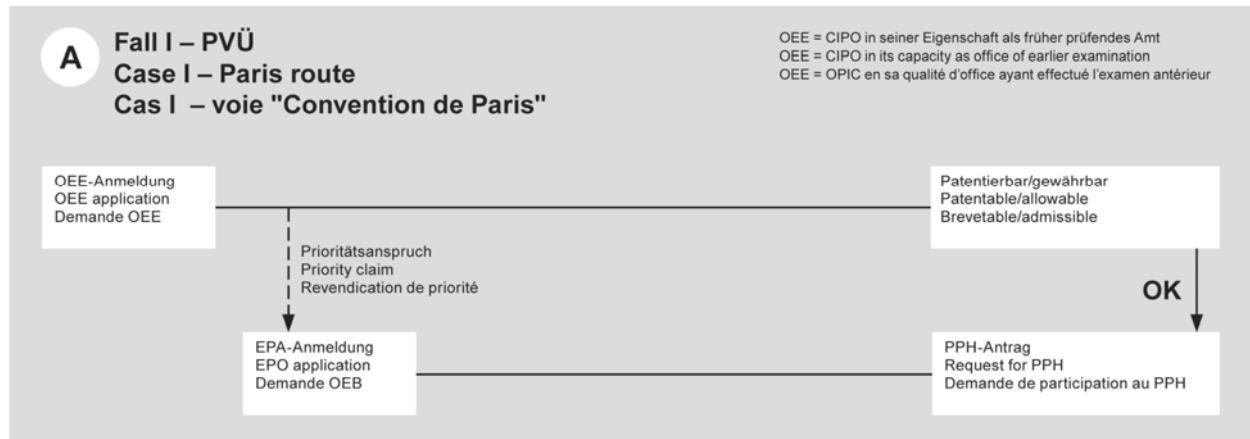 A
Fall I – PVÜ
Case I – Paris route
Cas I – voie "Convention de Paris"
OEE = CIPO in seiner Eigenschaft als früher prüfendes Amt
OEE = CIPO in its capacity as office of earlier examination
OEE = OPIC en sa qualité d'office ayant effectué l'examen antérieur
OEE-Anmeldung
OEE application
Demande OEE
Patentierbar/gewährbar
Patentable/allowable
Brevetable/admissible
Prioritätsanspruch
Priority claim
Revendication de priorité
OK
EPA-Anmeldung
EPO application
Demande OEB
PPH-Antrag
Request for PPH
Demande de participation au PPH